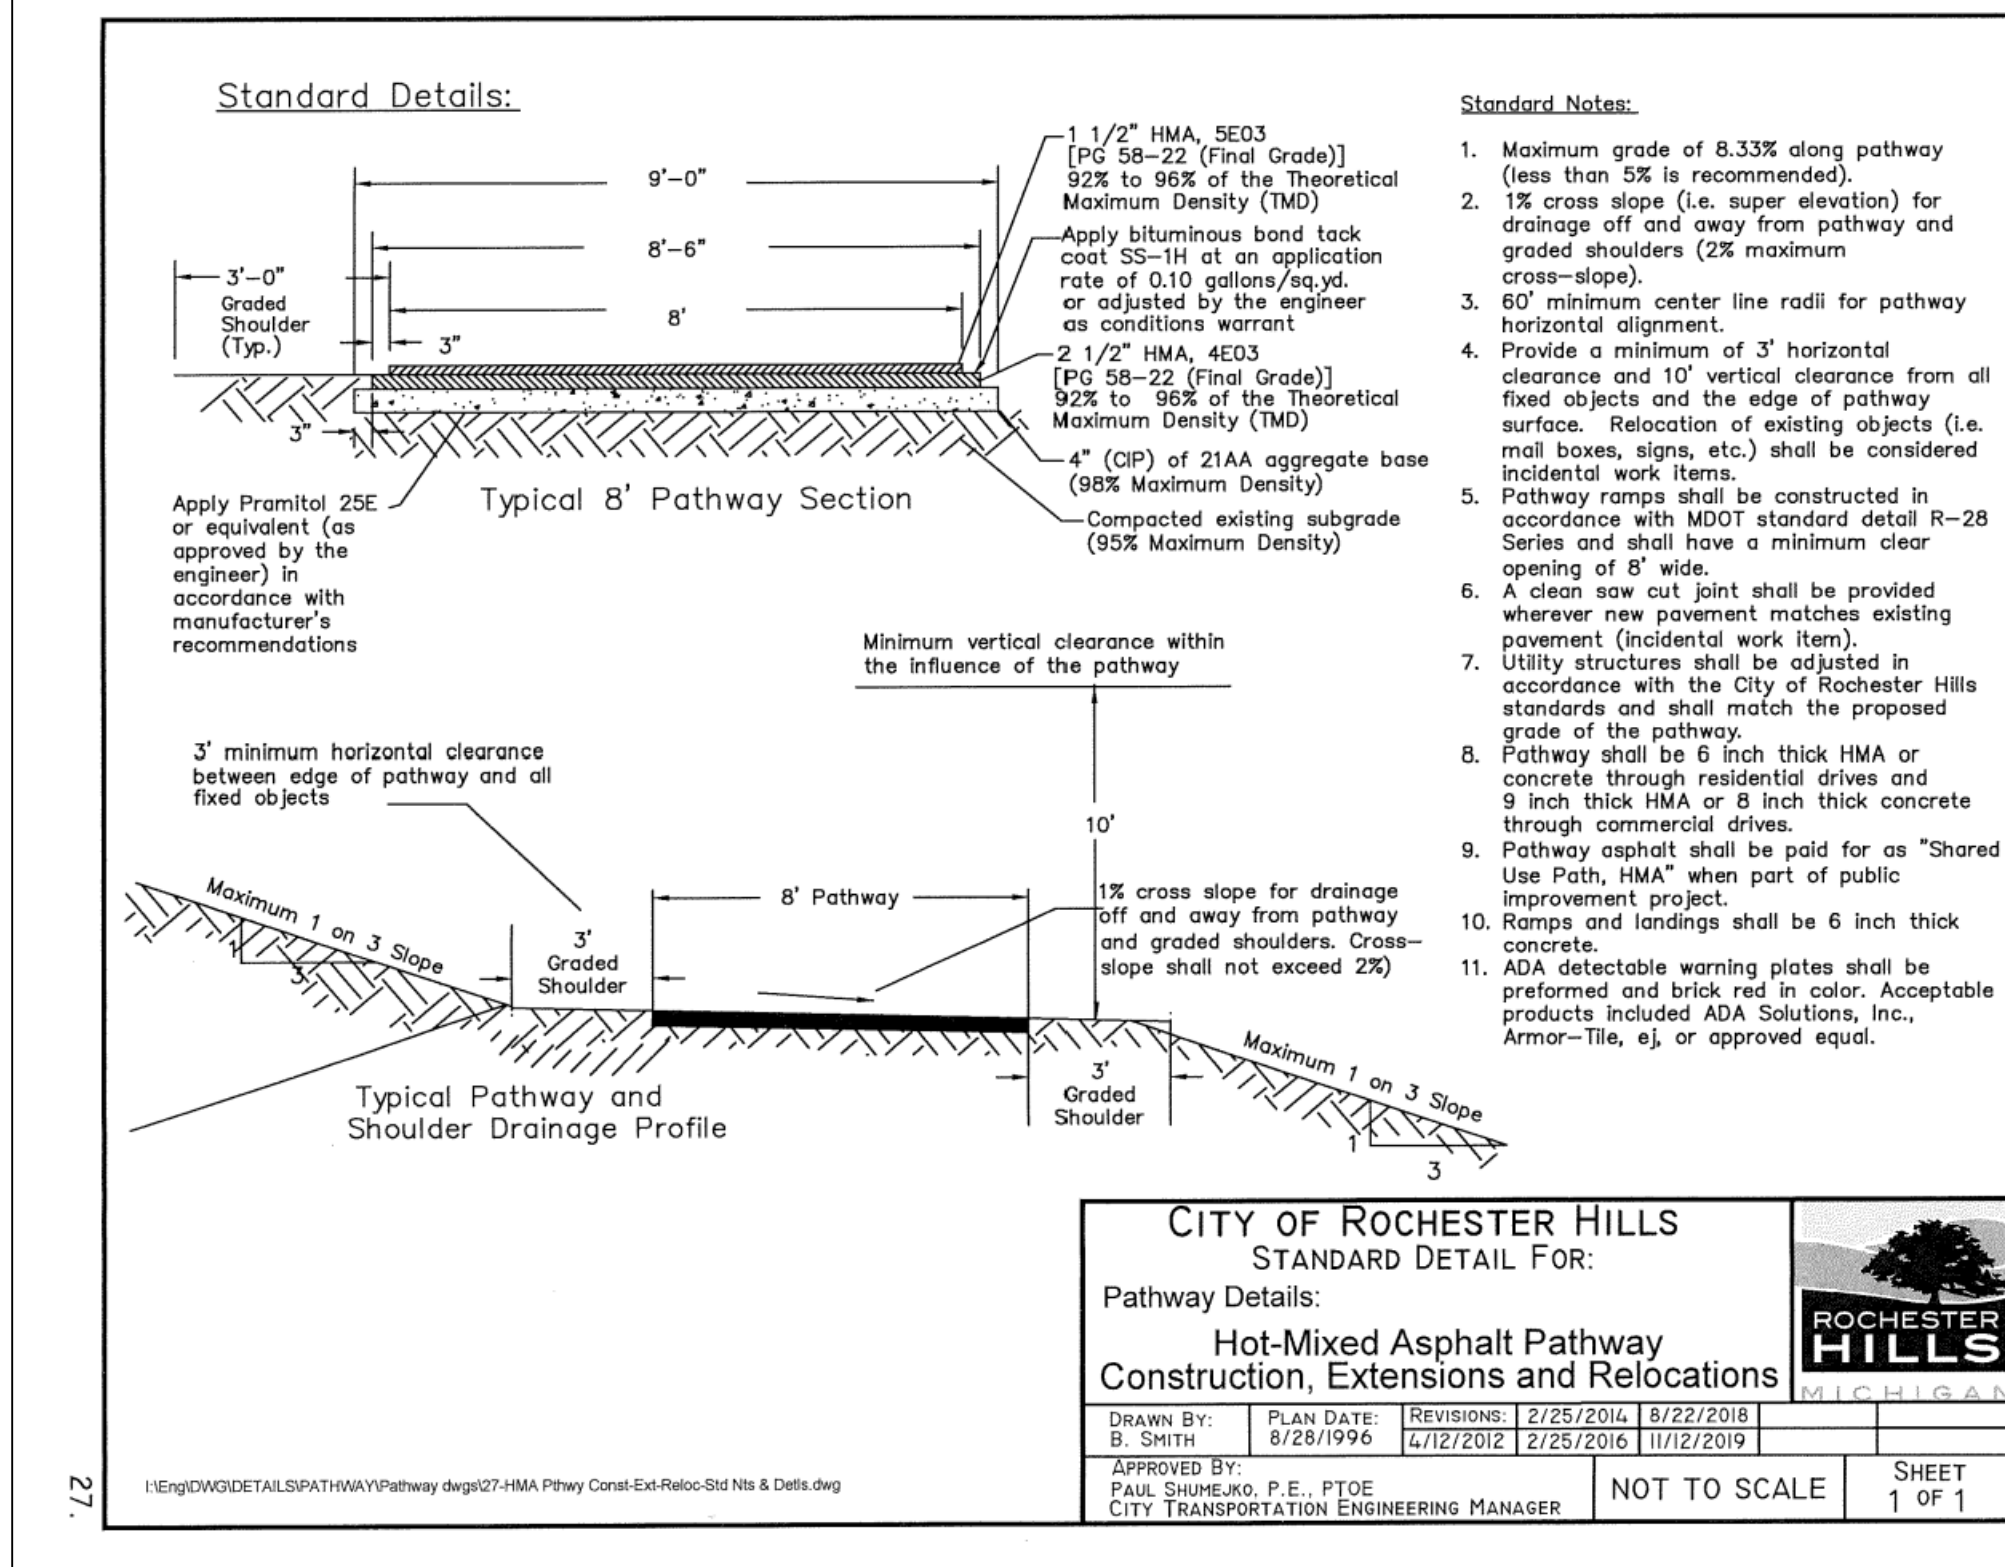 Standard Details:
9'-0"
8'-6"
8'
3'-0"
Graded
Shoulder
(Typ.)
3"
3"
1 1/2" HMA, 5E03
[PG 58-22 (Final Grade)]
92% to 96% of the Theoretical
Maximum Density (TMD)
Apply bituminous bond tack
coat SS-1H at an application
rate of 0.10 gallons/sq.yd.
or adjusted by the engineer
as conditions warrant
2 1/2" HMA, 4E03
[PG 58-22 (Final Grade)]
92% to 96% of the Theoretical
Maximum Density (TMD)
4" (CIP) of 21AA aggregate base
(98% Maximum Density)
Compacted existing subgrade
(95% Maximum Density)
Apply Pramitol 25E
or equivalent (as
approved by the
engineer) in
accordance with
manufacturer's
recommendations
Typical 8' Pathway Section
Minimum vertical clearance within
the influence of the pathway
3' minimum horizontal clearance
between edge of pathway and all
fixed objects
10'
Maximum 1 on 3 Slope
1
3
3'
Graded
Shoulder
8' Pathway
1% cross slope for drainage
off and away from pathway
and graded shoulders. Cross-
slope shall not exceed 2%)
3'
Graded
Shoulder
Maximum 1 on 3 Slope
1
3
Typical Pathway and
Shoulder Drainage Profile
Standard Notes:
1. Maximum grade of 8.33% along pathway
(less than 5% is recommended).
2. 1% cross slope (i.e. super elevation) for
drainage off and away from pathway and
graded shoulders (2% maximum
cross-slope).
3. 60' minimum center line radii for pathway
horizontal alignment.
4. Provide a minimum of 3' horizontal
clearance and 10' vertical clearance from all
fixed objects and the edge of pathway
surface. Relocation of existing objects (i.e.
mail boxes, signs, etc.) shall be considered
incidental work items.
5. Pathway ramps shall be constructed in
accordance with MDOT standard detail R-28
Series and shall have a minimum clear
opening of 8' wide.
6. A clean saw cut joint shall be provided
wherever new pavement matches existing
pavement (incidental work item).
7. Utility structures shall be adjusted in
accordance with the City of Rochester Hills
standards and shall match the proposed
grade of the pathway.
8. Pathway shall be 6 inch thick HMA or
concrete through residential drives and
9 inch thick HMA or 8 inch thick concrete
through commercial drives.
9. Pathway asphalt shall be paid for as "Shared
Use Path, HMA" when part of public
improvement project.
10. Ramps and landings shall be 6 inch thick
concrete.
11. ADA detectable warning plates shall be
preformed and brick red in color. Acceptable
products included ADA Solutions, Inc.,
Armor-Tile, ej, or approved equal.
CITY OF ROCHESTER HILLS
STANDARD DETAIL FOR:
Pathway Details:
Hot-Mixed Asphalt Pathway
Construction, Extensions and Relocations
ROCHESTER
HILLS
MICHIGAN
DRAWN BY:
B. SMITH
PLAN DATE:
8/28/1996
REVISIONS: 2/25/2014 8/22/2018
4/12/2012 2/25/2016 11/12/2019
APPROVED BY:
PAUL SHUMEJKO, P.E., PTOE
CITY TRANSPORTATION ENGINEERING MANAGER
NOT TO SCALE
SHEET
1 OF 1
I:\Eng\DWG\DETAILS\PATHWAY\Pathway dwgs\27-HMA Pthwy Const-Ext-Reloc-Std Nts & Detls.dwg
27.